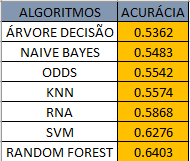 ALGORITMOS ACURÁCIA
ÁRVORE DECISÃO 0.5362
NAIVE BAYES 0.5483
ODDS 0.5542
KNN 0.5574
RNA 0.5868
SVM 0.6276
RANDOM FOREST 0.6403